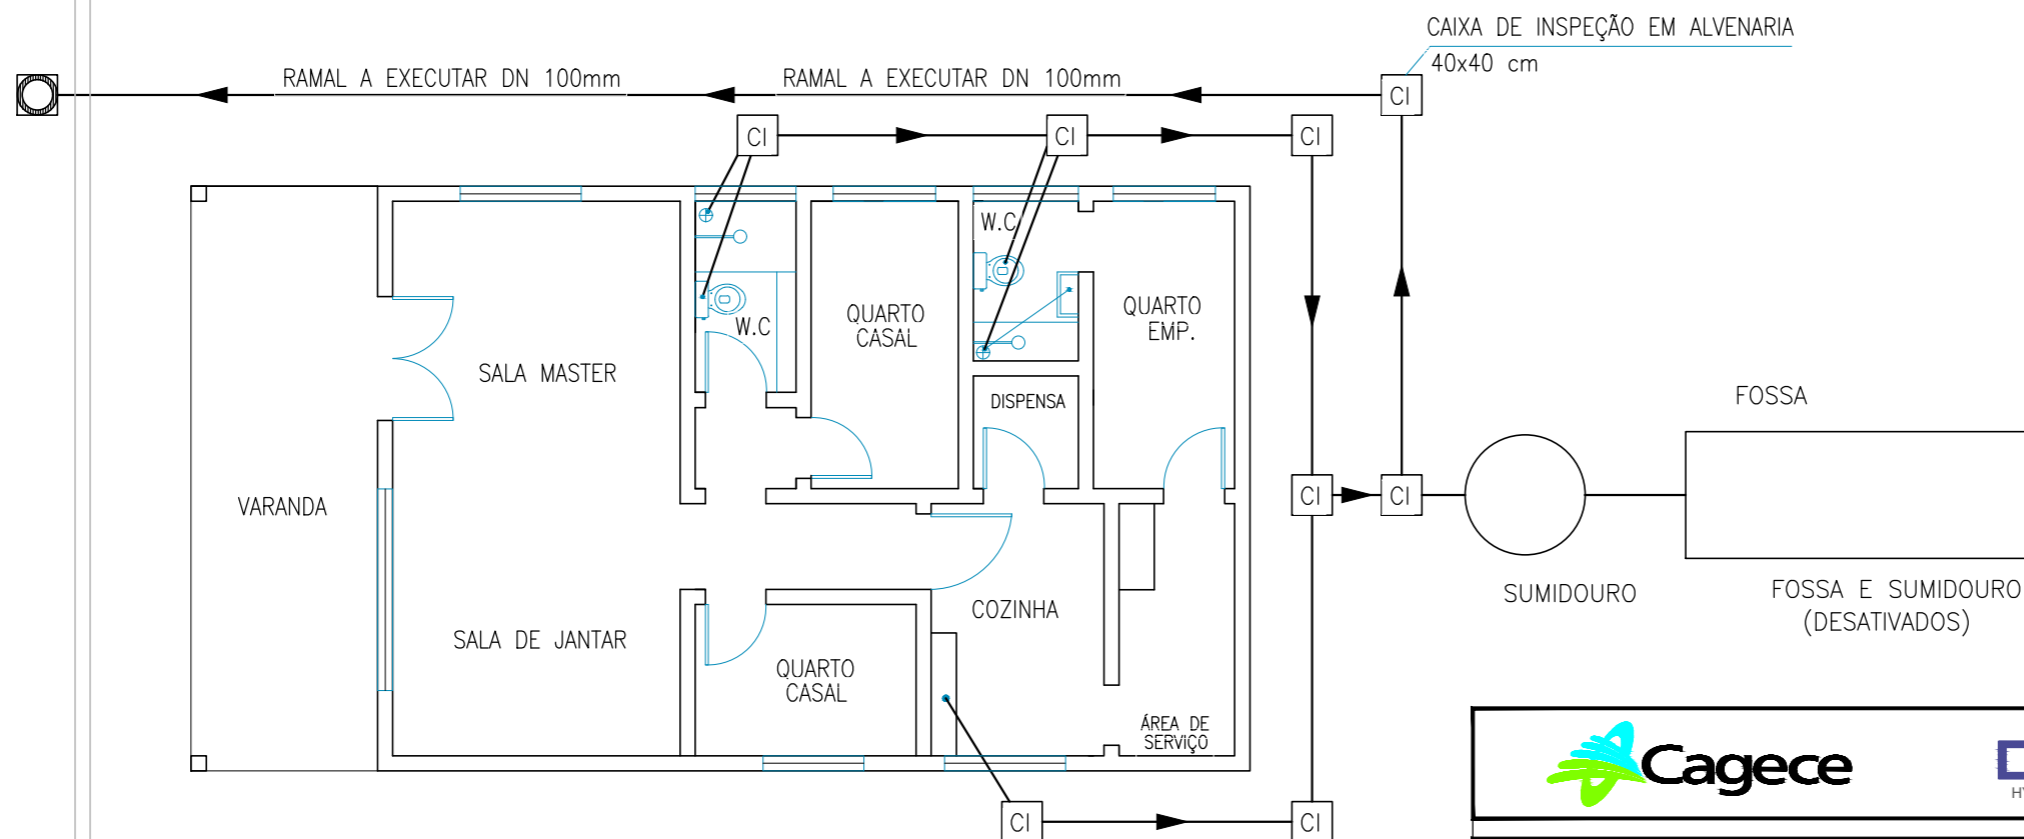 CAIXA DE INSPEÇÃO EM ALVENARIA
40x40 cm
RAMAL A EXECUTAR DN 100mm
RAMAL A EXECUTAR DN 100mm
CI
CI
CI
CI
W.C
W.C
QUARTO
CASAL
QUARTO
EMP.
SALA MASTER
DISPENSA
FOSSA
VARANDA
CI
CI
SUMIDOURO
FOSSA E SUMIDOURO
(DESATIVADOS)
COZINHA
SALA DE JANTAR
QUARTO
CASAL
ÁREA DE
SERVIÇO
Cagece
CI
CI